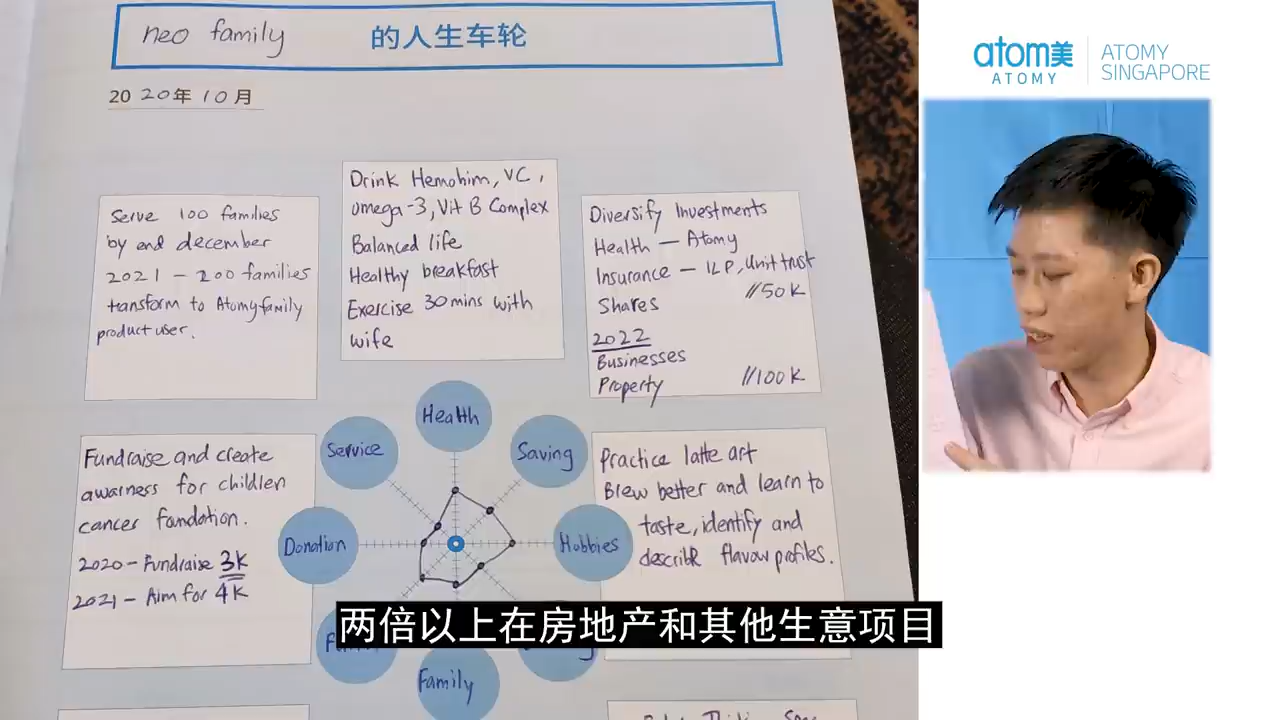 neo family 的人生车轮
2020年10月
atom美
ATOMY
ATOMY
SINGAPORE
Serve 100 families
by end december
2021 - 200 families
transform to Atomy family
product user.
Drink Hemohim, VC,
omega-3, Vit B Complex
Balanced life
Healthy breakfast
Exercise 30 mins with
wife
Diversify Investments
Health - Atomy
Insurance - ILP, Unit trust
Shares //50K
2022
Businesses
Property //100K
Fundraise and create
awarness for children
cancer foundation.
2020 - Fundraise 3K
2021 - Aim for 4K
Health
Service
Saving
Donation
Hobbies
Family
Practice latte art
Brew better and learn to
taste, identify and
describe flavour profiles.
两倍以上在房地产和其他生意项目